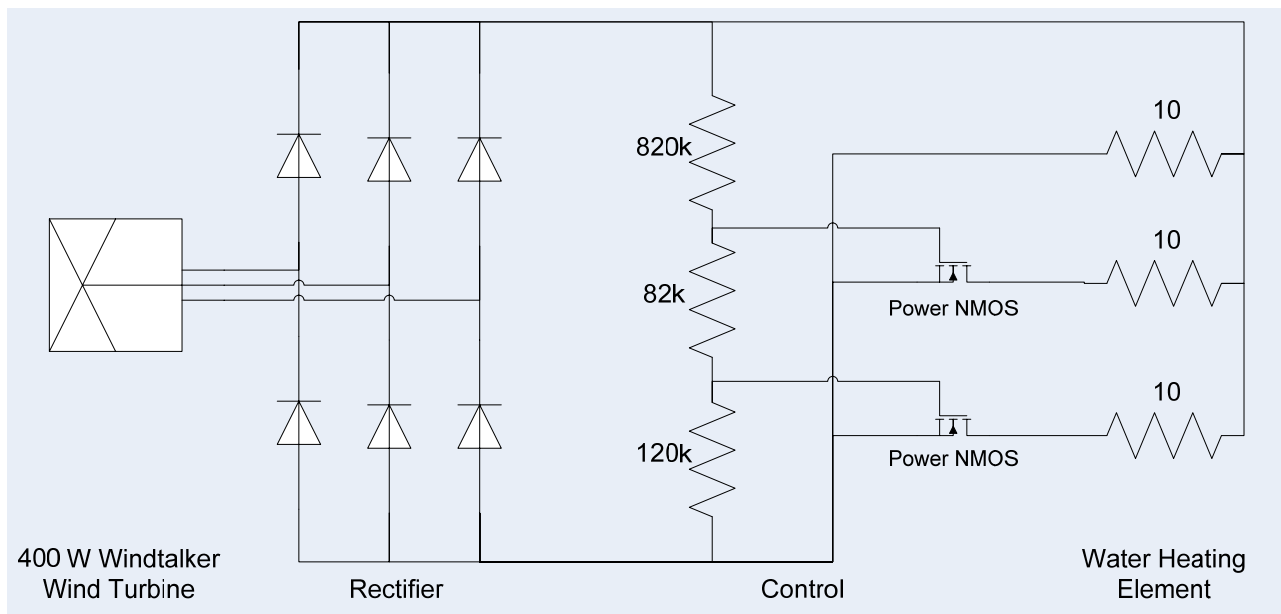 10
820k
10
82k
Power NMOS
10
120k
Power NMOS
400 W Windtalker
Wind Turbine
Rectifier
Control
Water Heating
Element